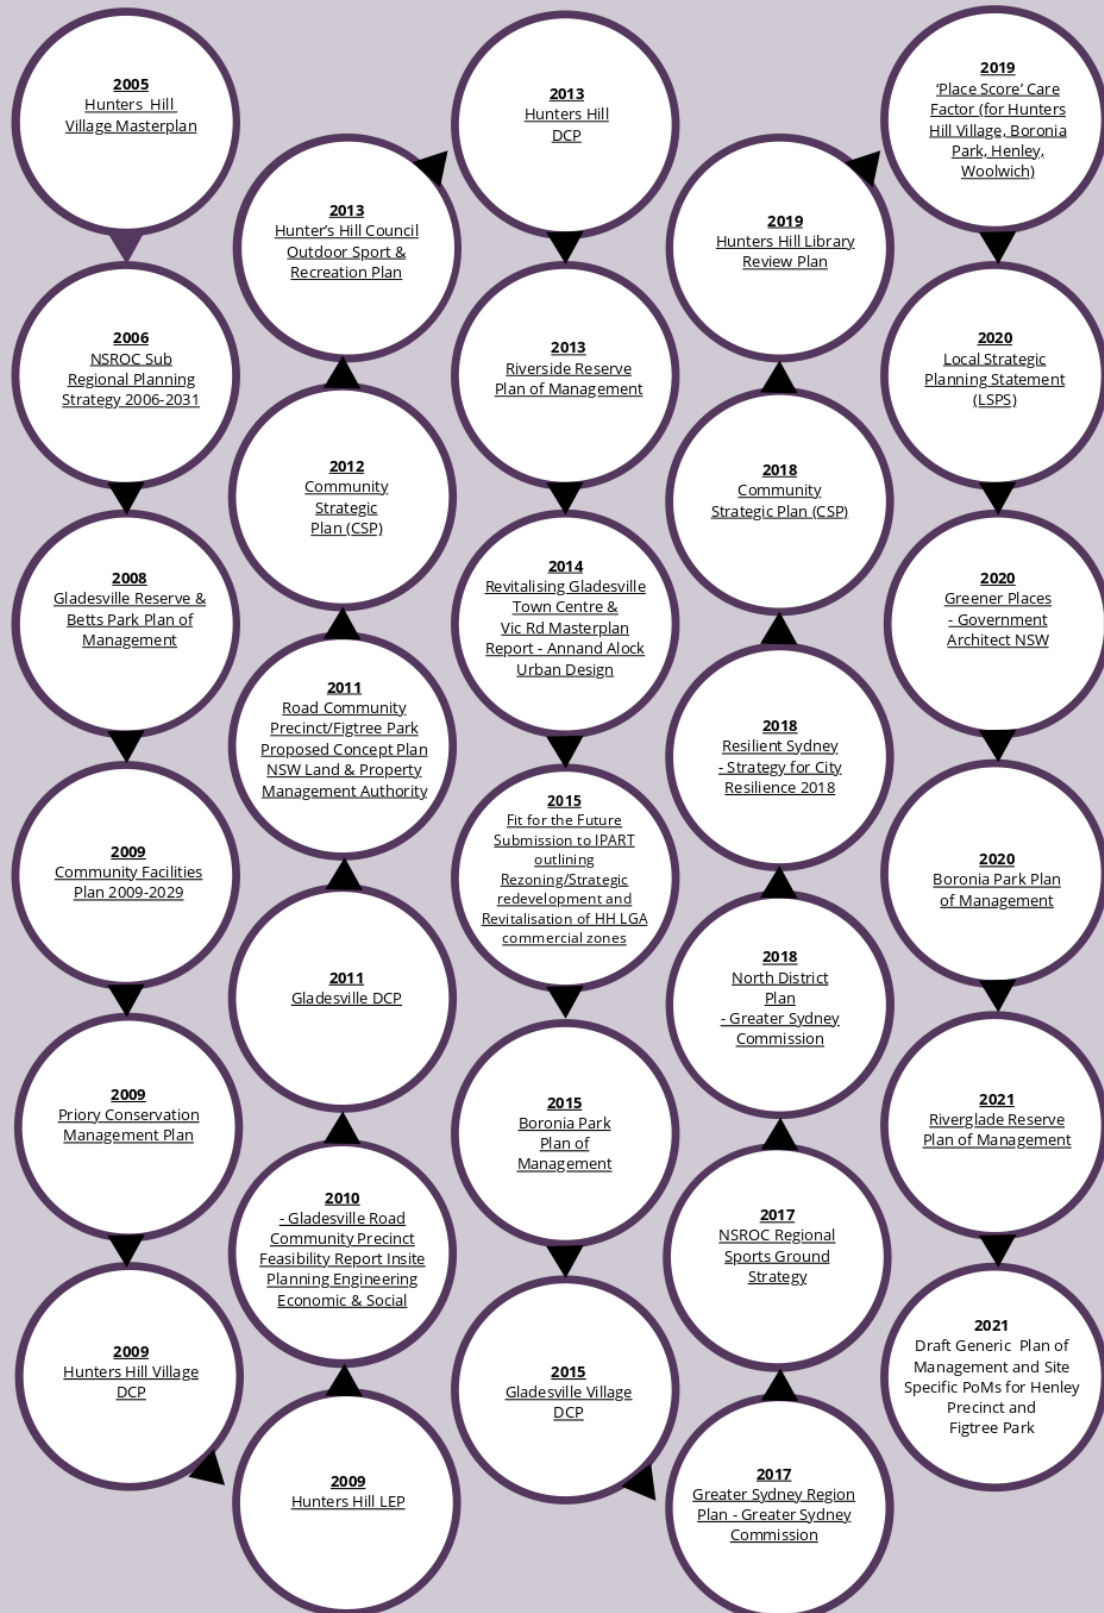 2005
Hunters Hill
Village Masterplan
2006
NSROC Sub
Regional Planning
Strategy 2006-2031
2008
Gladesville Reserve &
Betts Park Plan of
Management
2009
Community Facilities
Plan 2009-2029
2009
Priory Conservation
Management Plan
2009
Hunters Hill Village
DCP
2009
Hunters Hill LEP
2010
- Gladesville Road
Community Precinct
Feasibility Report Insite
Planning Engineering
Economic & Social
2011
Gladesville DCP
2011
Road Community
Precinct/Figtree Park
Proposed Concept Plan
NSW Land & Property
Management Authority
2012
Community
Strategic
Plan (CSP)
2013
Hunter's Hill Council
Outdoor Sport &
Recreation Plan
2013
Hunters Hill
DCP
2013
Riverside Reserve
Plan of Management
2014
Revitalising Gladesville
Town Centre &
Vic Rd Masterplan
Report - Annand Alock
Urban Design
2015
Fit for the Future
Submission to IPART
outlining
Rezoning/Strategic
redevelopment and
Revitalisation of HH LGA
commercial zones
2015
Boronia Park
Plan of
Management
2015
Gladesville Village
DCP
2017
Greater Sydney Region
Plan - Greater Sydney
Commission
2017
NSROC Regional
Sports Ground
Strategy
2018
North District
Plan
- Greater Sydney
Commission
2018
Resilient Sydney
- Strategy for City
Resilience 2018
2018
Community
Strategic Plan (CSP)
2019
Hunters Hill Library
Review Plan
2019
'Place Score' Care
Factor (for Hunters
Hill Village, Boronia
Park, Henley,
Woolwich)
2020
Local Strategic
Planning Statement
(LSPS)
2020
Greener Places
- Government
Architect NSW
2020
Boronia Park Plan
of Management
2021
Riverglade Reserve
Plan of Management
2021
Draft Generic Plan of
Management and Site
Specific PoMs for Henley
Precinct and
Figtree Park